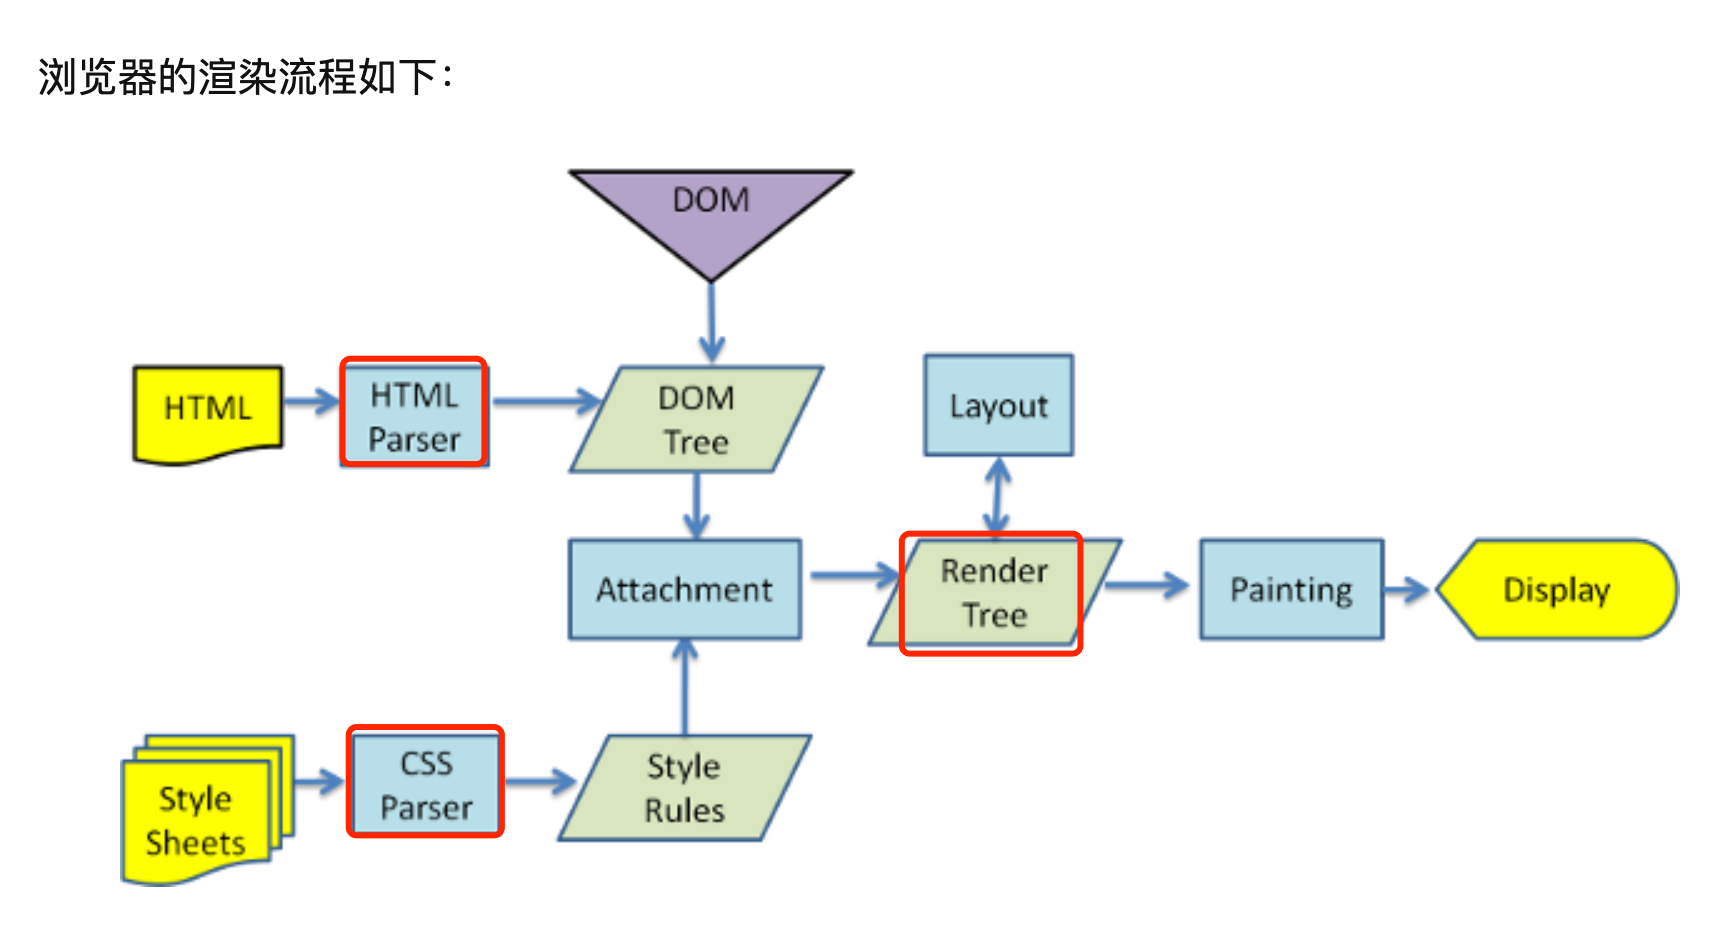 浏览器的渲染流程如下：
DOM
HTML
HTML
Parser
DOM
Tree
Layout
Attachment
Render
Tree
Painting
Display
Style
Sheets
CSS
Parser
Style
Rules